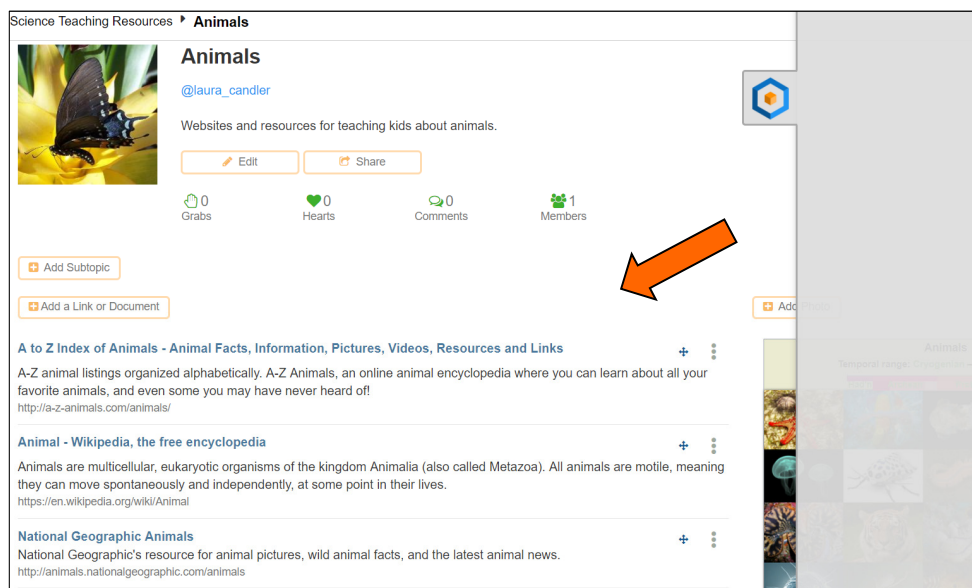 Science Teaching Resources Animals
Animals
@laura_candler
Websites and resources for teaching kids about animals.
Edit
Share
0
Grabs
0
Hearts
0
Comments
1
Members
Add Subtopic
Add a Link or Document
Add
A to Z Index of Animals - Animal Facts, Information, Pictures, Videos, Resources and Links
A-Z animal listings organized alphabetically. A-Z Animals, an online animal encyclopedia where you can learn about all your
favorite animals, and even some you may have never heard of!
http://a-z-animals.com/animals/
Animal - Wikipedia, the free encyclopedia
Animals are multicellular, eukaryotic organisms of the kingdom Animalia (also called Metazoa). All animals are motile, meaning
they can move spontaneously and independently, at some point in their lives.
https://en.wikipedia.org/wiki/Animal
National Geographic Animals
National Geographic's resource for animal pictures, wild animal facts, and the latest animal news.
http://animals.nationalgeographic.com/animals
Animals
Temporal range: